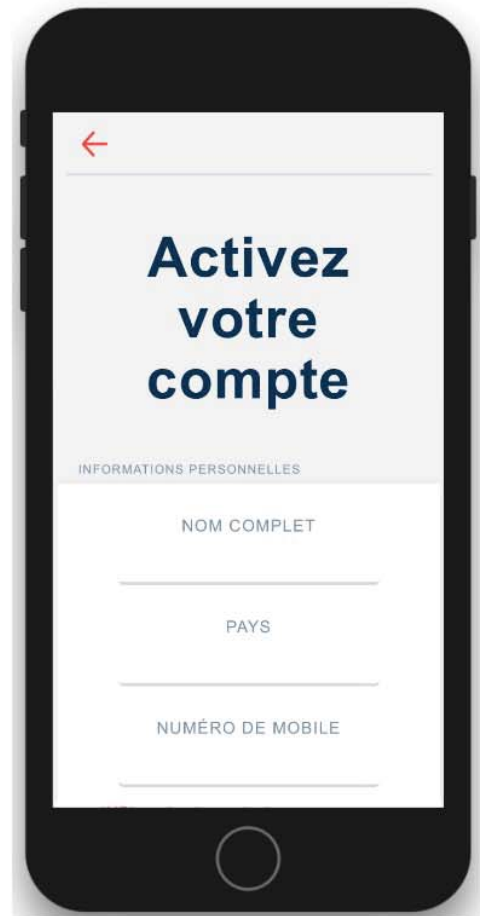 Activez
votre
compte
INFORMATIONS PERSONNELLES
NOM COMPLET
PAYS
NUMÉRO DE MOBILE